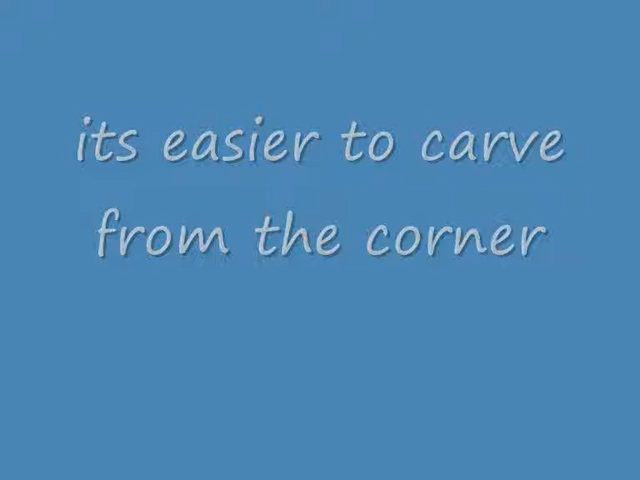 its easier to carve
from the corner